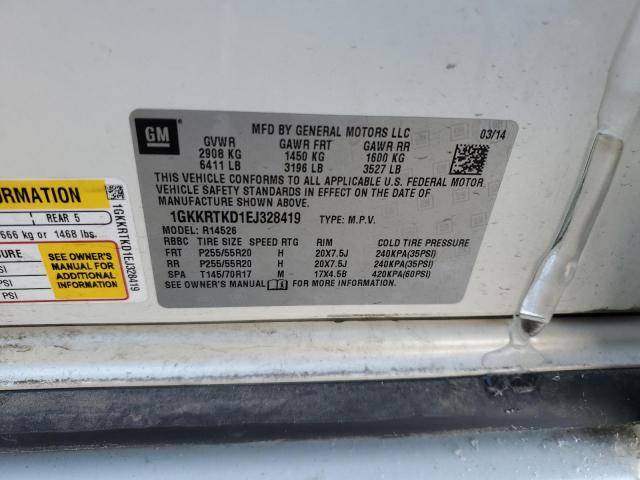 GM
MFD BY GENERAL MOTORS LLC
03/14
GVWR GAWR FRT GAWR RR
2908 KG 1450 KG 1600 KG
6411 LB 3196 LB 3527 LB
THIS VEHICLE CONFORMS TO ALL APPLICABLE U.S. FEDERAL MOTOR
VEHICLE SAFETY STANDARDS IN EFFECT ON THE DATE OF
MANUFACTURE SHOWN ABOVE.
1GKKRTKD1EJ328419 TYPE: M.P.V.
MODEL: R14526
RBBC TIRE SIZE SPEED RTG RIM COLD TIRE PRESSURE
FRT P255/55R20 H 20X7.5J 240KPA(35PSI)
RR P255/55R20 H 20X7.5J 240KPA(35PSI)
SPA T145/70R17 M 17X4.5B 420KPA(60PSI)
SEE OWNER'S MANUAL FOR MORE INFORMATION.
REAR 5
666 kg or 1468 lbs.
SEE OWNER'S
MANUAL FOR
ADDITIONAL
INFORMATION
PSI
1GKKRTKD1EJ328419